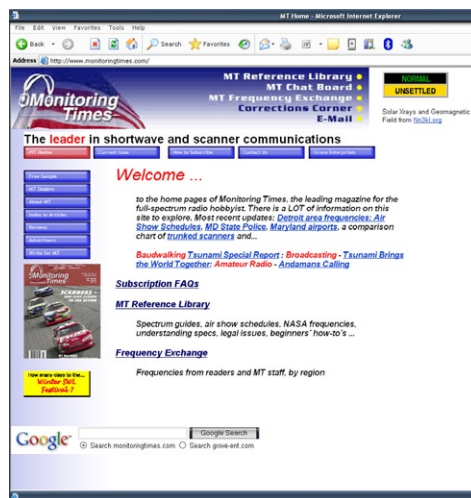 MT Home - Microsoft Internet Explorer
File Edit View Favorites Tools Help
Back Search Favorites
Address http://www.monitoringtimes.com/
Monitoring Times
MT Reference Library
MT Chat Board
MT Frequency Exchange
Corrections Corner
E-Mail
NORMAL
UNSETTLED
Solar Xrays and Geomagnetic
Field from Nn3kl.org
The leader in shortwave and scanner communications
MT Home Current Issue How to Subscribe Contact Us Grove Enterprises
Free Sample
MT Dealers
About MT
Index to Articles
Reviews
Advertisers
Write for MT
Welcome ...
to the home pages of Monitoring Times, the leading magazine for the
full-spectrum radio hobbyist. There is a LOT of information on this
site to explore. Most recent updates: Detroit area frequencies; Air
Show Schedules, MD State Police, Maryland airports, a comparison
chart of trunked scanners and...
Baudwalking Tsunami Special Report ; Broadcasting - Tsunami Brings
the World Together; Amateur Radio - Andamans Calling
Monitoring
Times
SCANNERS -
Subscription FAQs
MT Reference Library
Spectrum guides, air show schedules, NASA frequencies,
understanding specs, legal issues, beginners' how-to's ...
Frequency Exchange
Frequencies from readers and MT staff, by region
How many days to the...
Winter SWL
Festival ?
Google
Google Search
Search monitoringtimes.com Search grove-ent.com